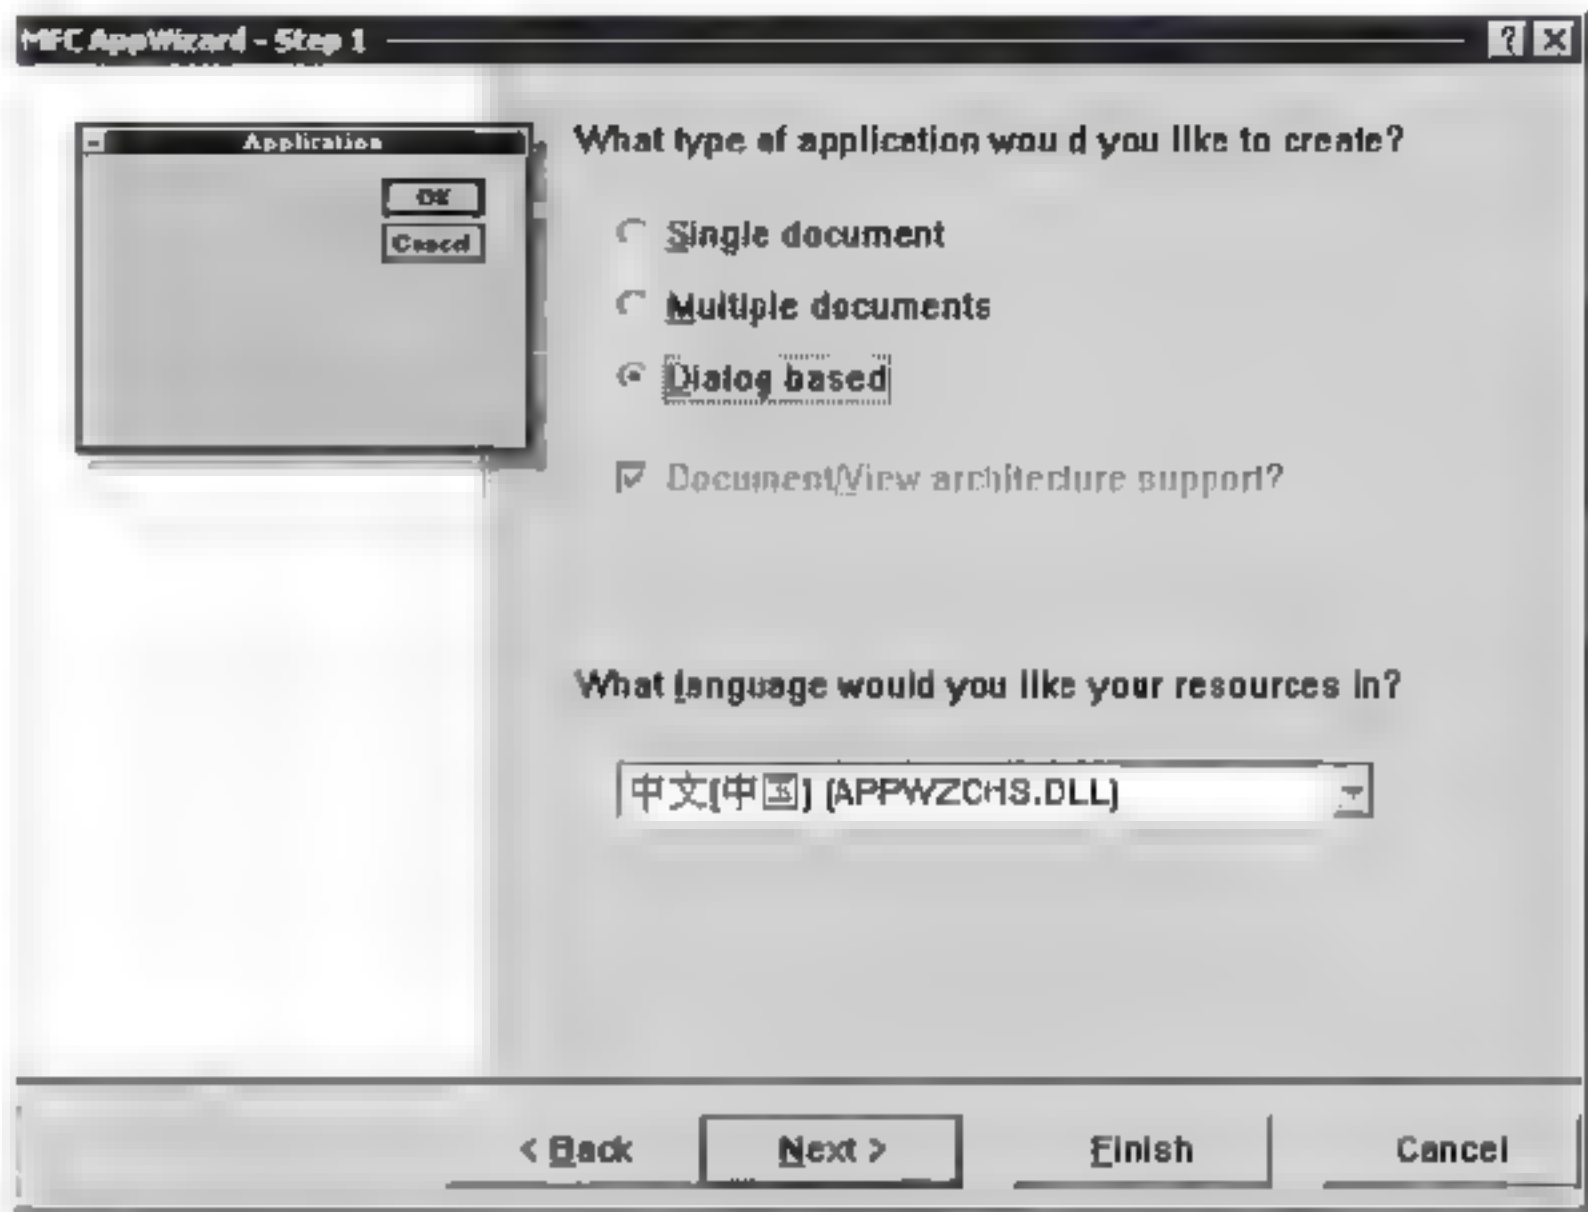 MFC AppWizard - Step 1
Application
OK
Cancel
What type of application would you like to create?
Single document
Multiple documents
Dialog based
Document/View architecture support?
What language would you like your resources in?
中文[中国] (APPWZCHS.DLL)
< Back
Next >
Finish
Cancel